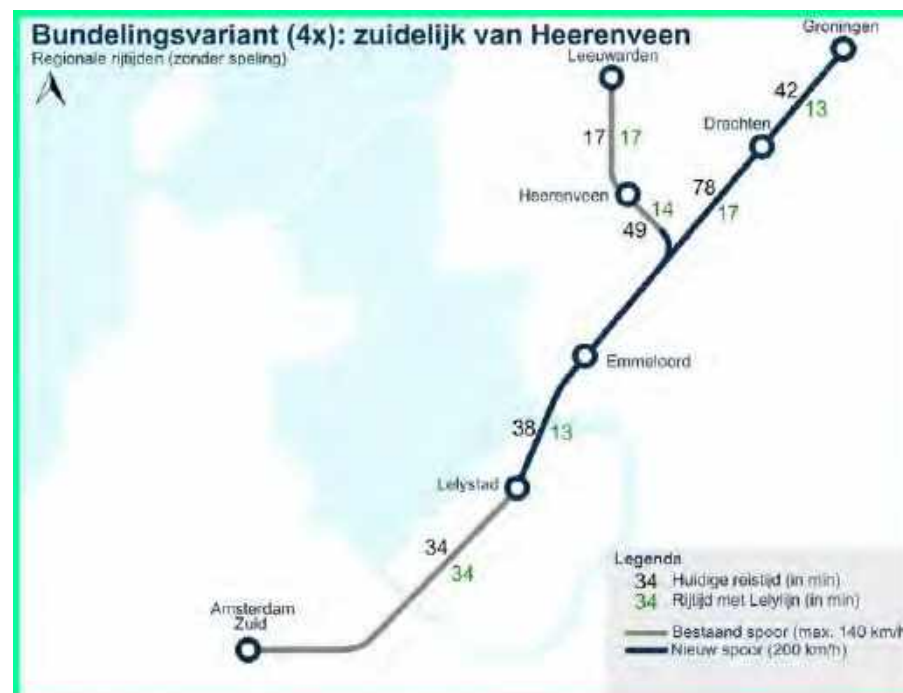 Bundelingsvariant (4x): zuidelijk van Heerenveen
Regionale rijtijden (zonder speling)
Groningen
Leeuwarden
42
13
Drachten
17 17
78
17
Heerenveen
14
49
Emmeloord
38
13
Lelystad
34
34
Amsterdam
Zuid
Legenda
34 Huidige reistijd (in min)
34 Rijtijd met Lelylijn (in min)
Bestaand spoor (max. 140 km/h
Nieuw spoor (200 km/h)